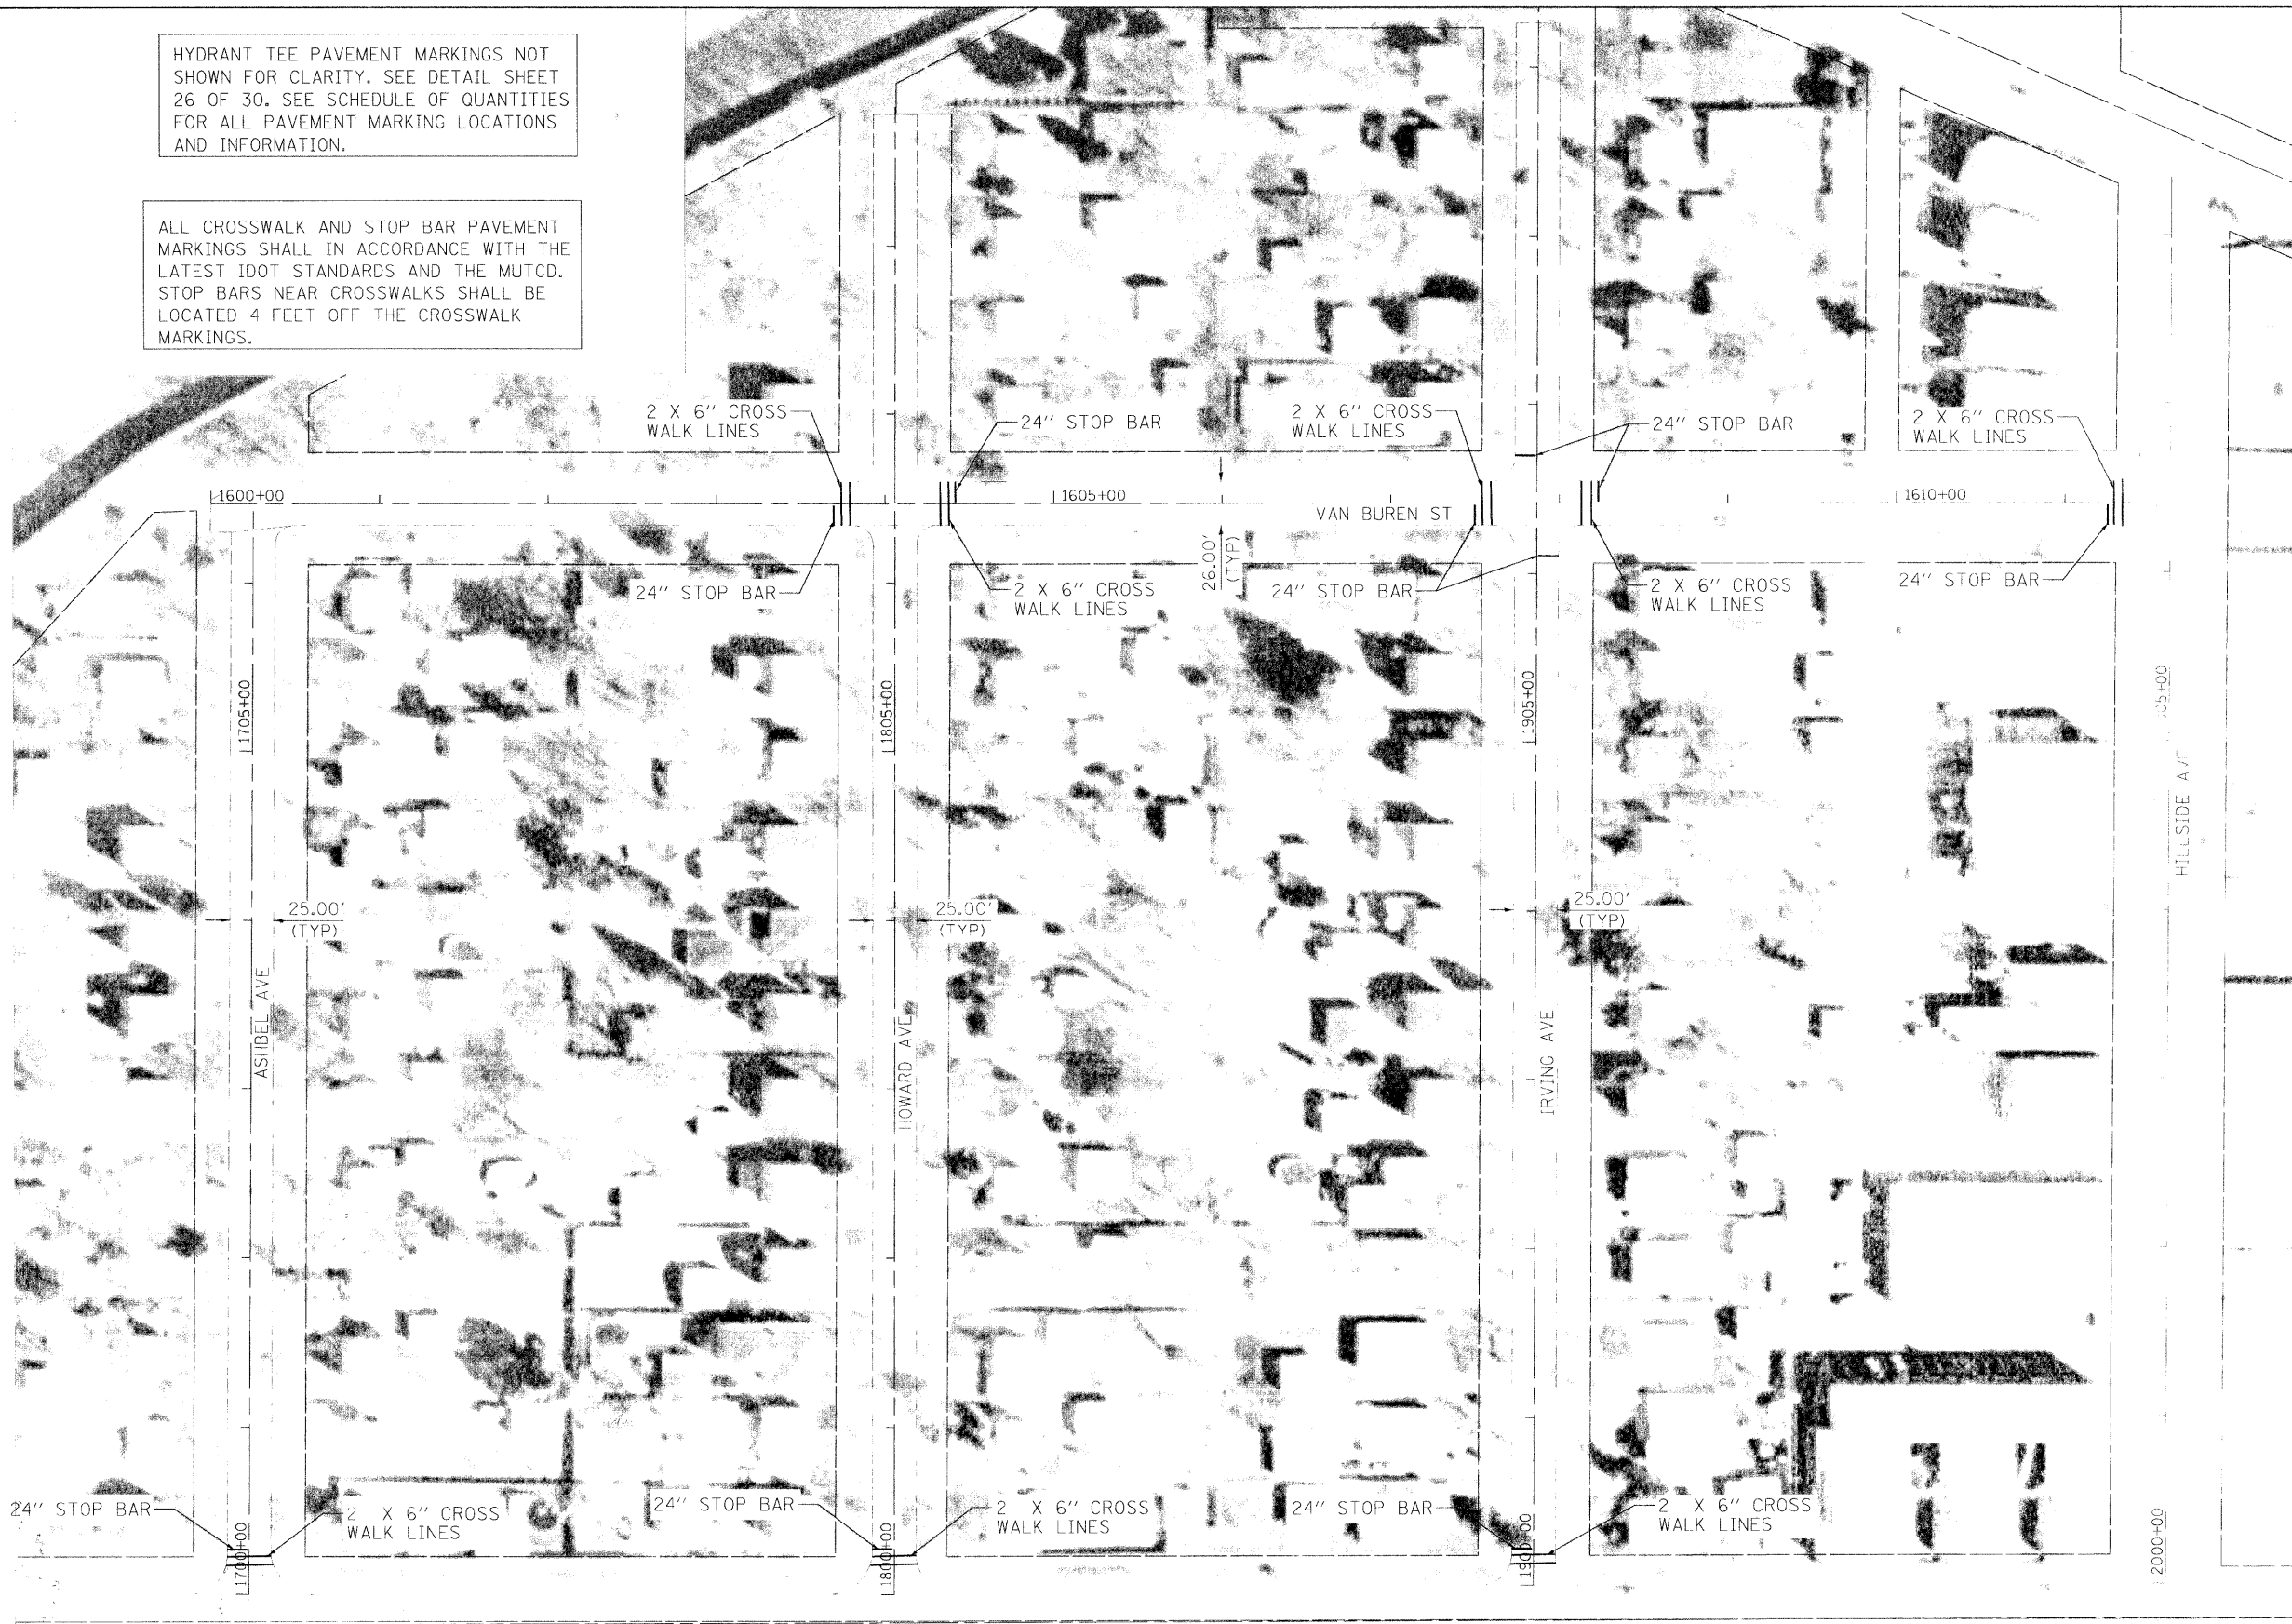 HYDRANT TEE PAVEMENT MARKINGS NOT
SHOWN FOR CLARITY. SEE DETAIL SHEET
26 OF 30. SEE SCHEDULE OF QUANTITIES
FOR ALL PAVEMENT MARKING LOCATIONS
AND INFORMATION.
ALL CROSSWALK AND STOP BAR PAVEMENT
MARKINGS SHALL IN ACCORDANCE WITH THE
LATEST IDOT STANDARDS AND THE MUTCD.
STOP BARS NEAR CROSSWALKS SHALL BE
LOCATED 4 FEET OFF THE CROSSWALK
MARKINGS.
2 X 6" CROSS
WALK LINES
24" STOP BAR
2 X 6" CROSS
WALK LINES
24" STOP BAR
2 X 6" CROSS
WALK LINES
1600+00
1605+00
1610+00
VAN BUREN ST
24" STOP BAR
2 X 6" CROSS
WALK LINES
26.00'
(TYP)
24" STOP BAR
2 X 6" CROSS
WALK LINES
24" STOP BAR
1705+00
1805+00
1905+00
05+00
HILLSIDE
25.00'
(TYP)
25.00'
(TYP)
25.00'
(TYP)
ASHBEL AVE
HOWARD AVE
IRVING AVE
24" STOP BAR
2 X 6" CROSS
WALK LINES
24" STOP BAR
2 X 6" CROSS
WALK LINES
24" STOP BAR
2 X 6" CROSS
WALK LINES
1700+00
1800+00
1900+00
2000+00